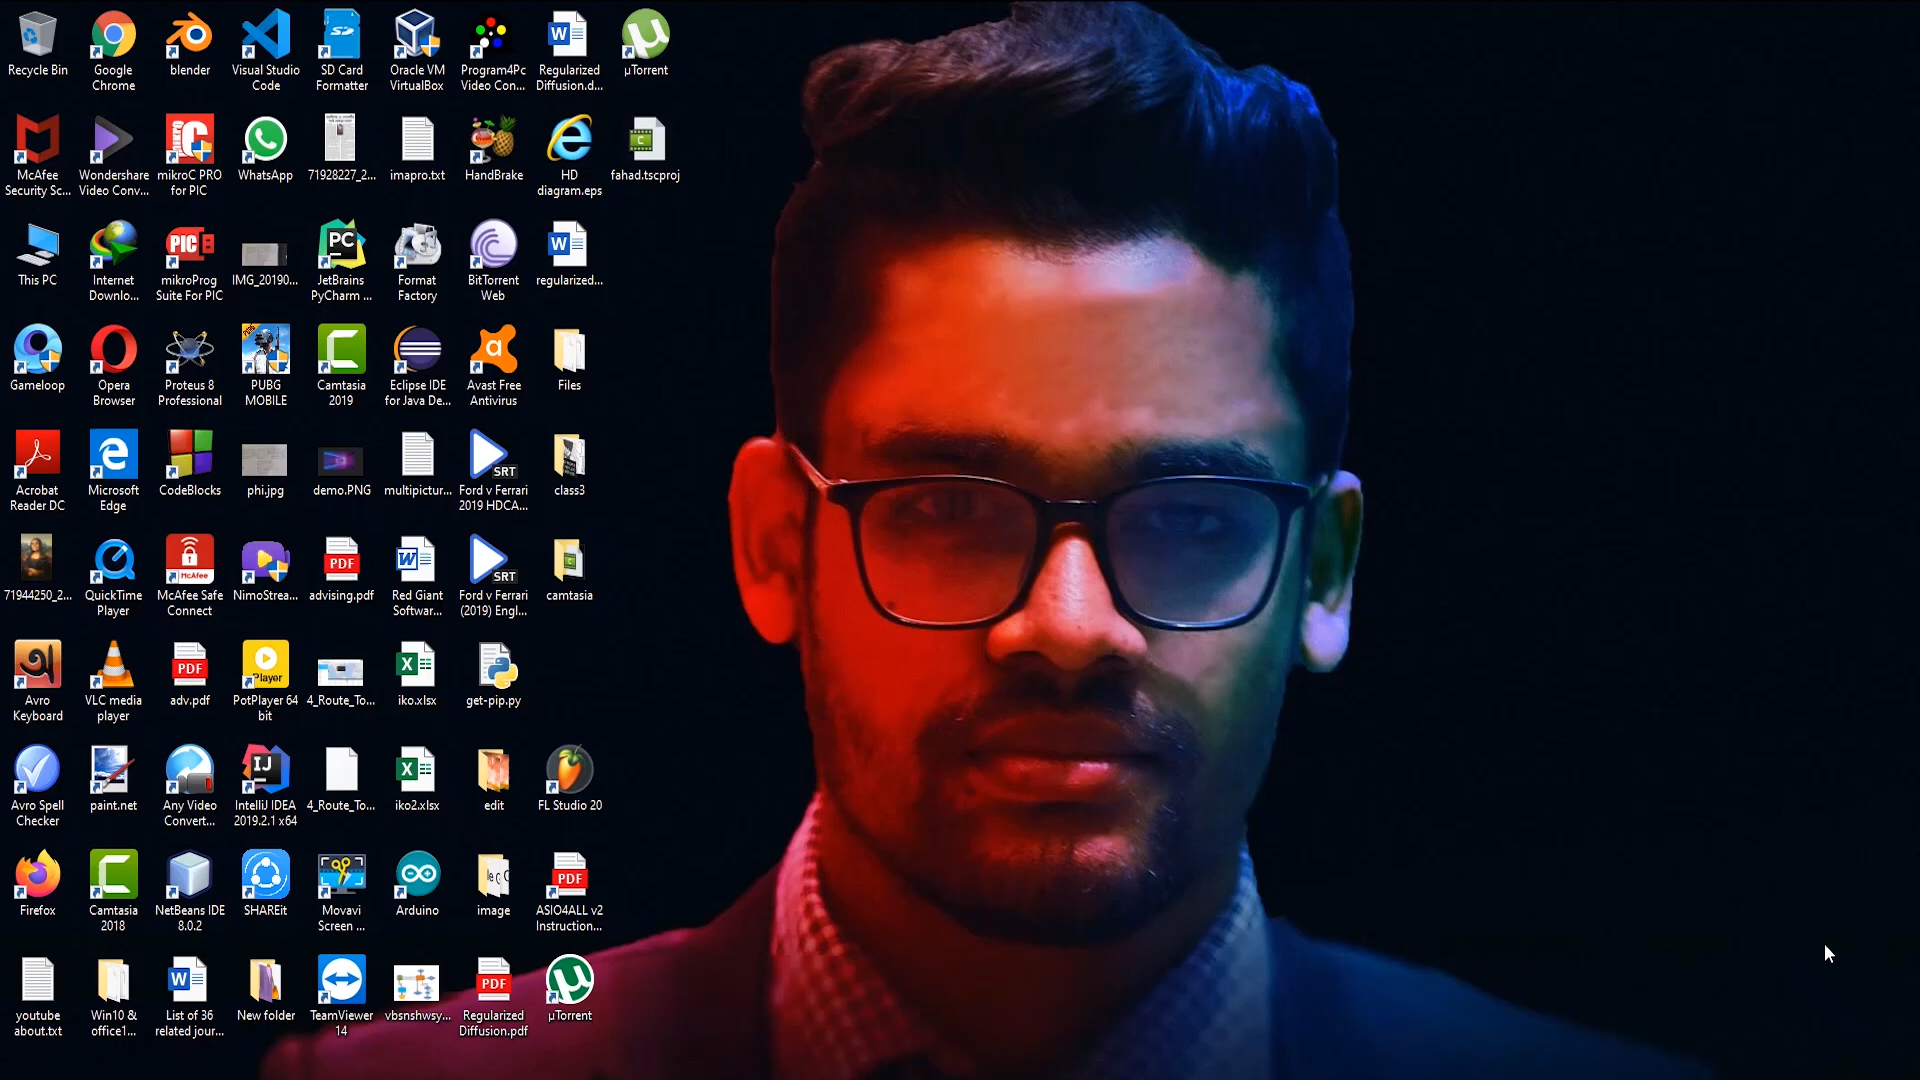 Recycle Bin
Google
Chrome
blender
Visual Studio
Code
SD Card
Formatter
Oracle VM
VirtualBox
Program4Pc
Video Con...
Regularized
Diffusion.d...
µTorrent
McAfee
Security Sc...
Wondershare
Video Conv...
mikroC PRO
for PIC
WhatsApp
71928227_2...
imapro.txt
HandBrake
HD
diagram.eps
fahad.tscproj
This PC
Internet
Downlo...
mikroProg
Suite For PIC
IMG_20190...
JetBrains
PyCharm ...
Format
Factory
BitTorrent
Web
regularized...
Gameloop
Opera
Browser
Proteus 8
Professional
PUBG
MOBILE
Camtasia
2019
Eclipse IDE
for Java De...
Avast Free
Antivirus
Files
Acrobat
Reader DC
Microsoft
Edge
CodeBlocks
phi.jpg
demo.PNG
multipictur...
SRT
Ford v Ferrari
2019 HDCA...
class3
71944250_2...
QuickTime
Player
McAfee
McAfee Safe
Connect
NimoStrea...
PDF
advising.pdf
Red Giant
Softwar...
SRT
Ford v Ferrari
(2019) Engl...
camtasia
অ
Avro
Keyboard
VLC media
player
PDF
adv.pdf
Player
PotPlayer 64
bit
4_Route_To...
iko.xlsx
get-pip.py
Avro Spell
Checker
paint.net
Any Video
Convert...
IntelliJ IDEA
2019.2.1 x64
4_Route_To...
iko2.xlsx
edit
FL Studio 20
Firefox
Camtasia
2018
NetBeans IDE
8.0.2
SHAREit
Movavi
Screen ...
Arduino
image
PDF
ASIO4ALL v2
Instruction...
youtube
about.txt
Win10 &
office1...
List of 36
related jour...
New folder
TeamViewer
14
vbsnshwsy...
PDF
Regularized
Diffusion.pdf
µTorrent